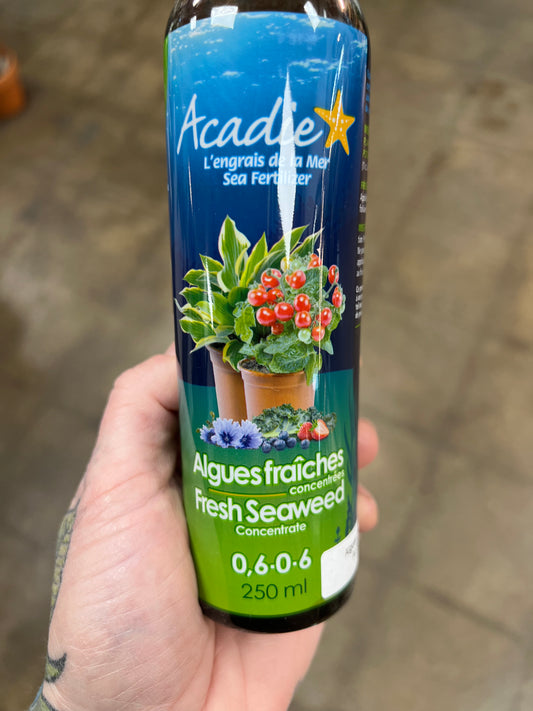 Acadie
L'engrais de la Mer
Sea Fertilizer
Algues fraîches
concentrées
Fresh Seaweed
Concentrate
0,6-0-6
250 ml